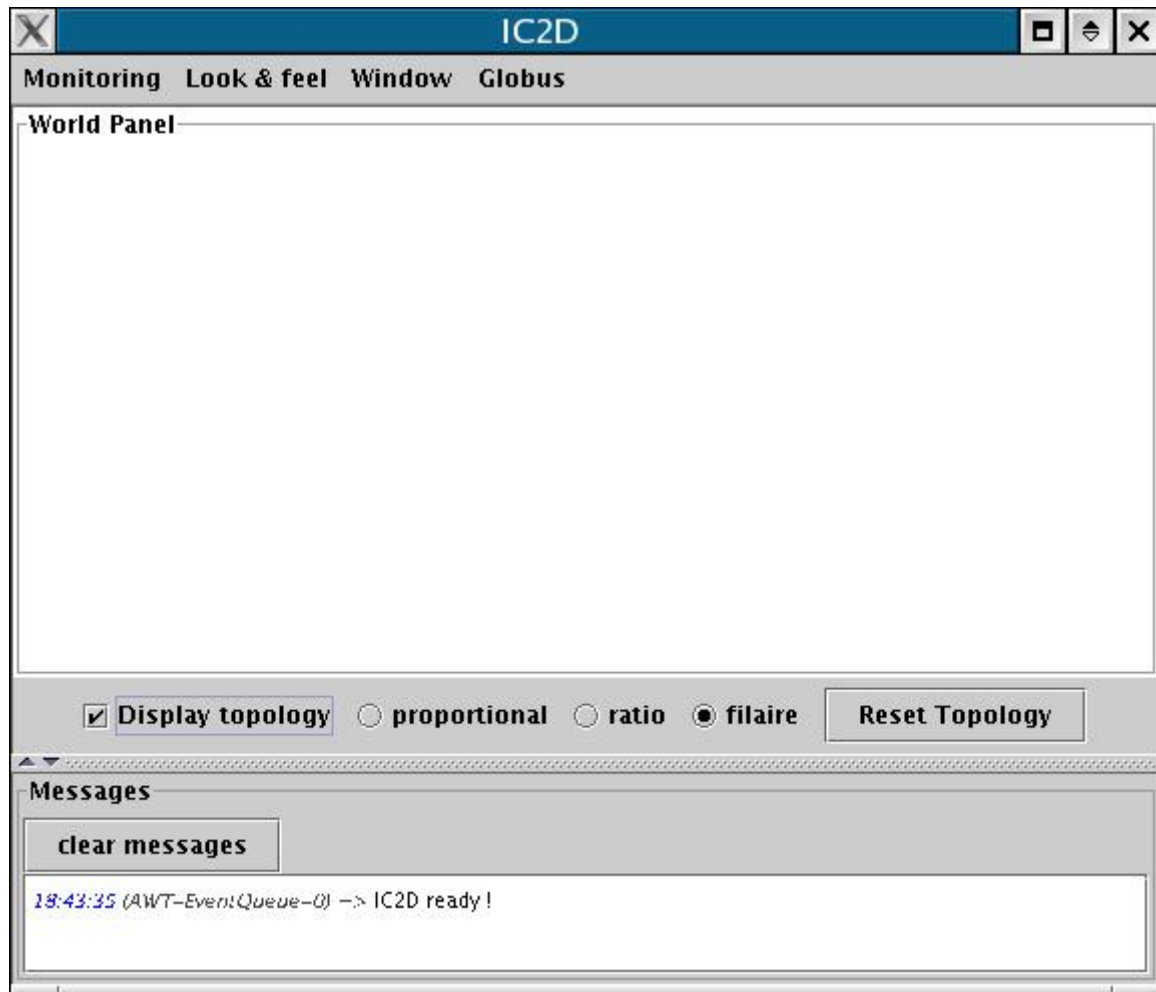 IC2D
Monitoring Look & feel Window Globus
World Panel
Display topology proportional ratio filaire Reset Topology
Messages
clear messages
18:43:35 (AWT-EventQueue-0) -> IC2D ready !